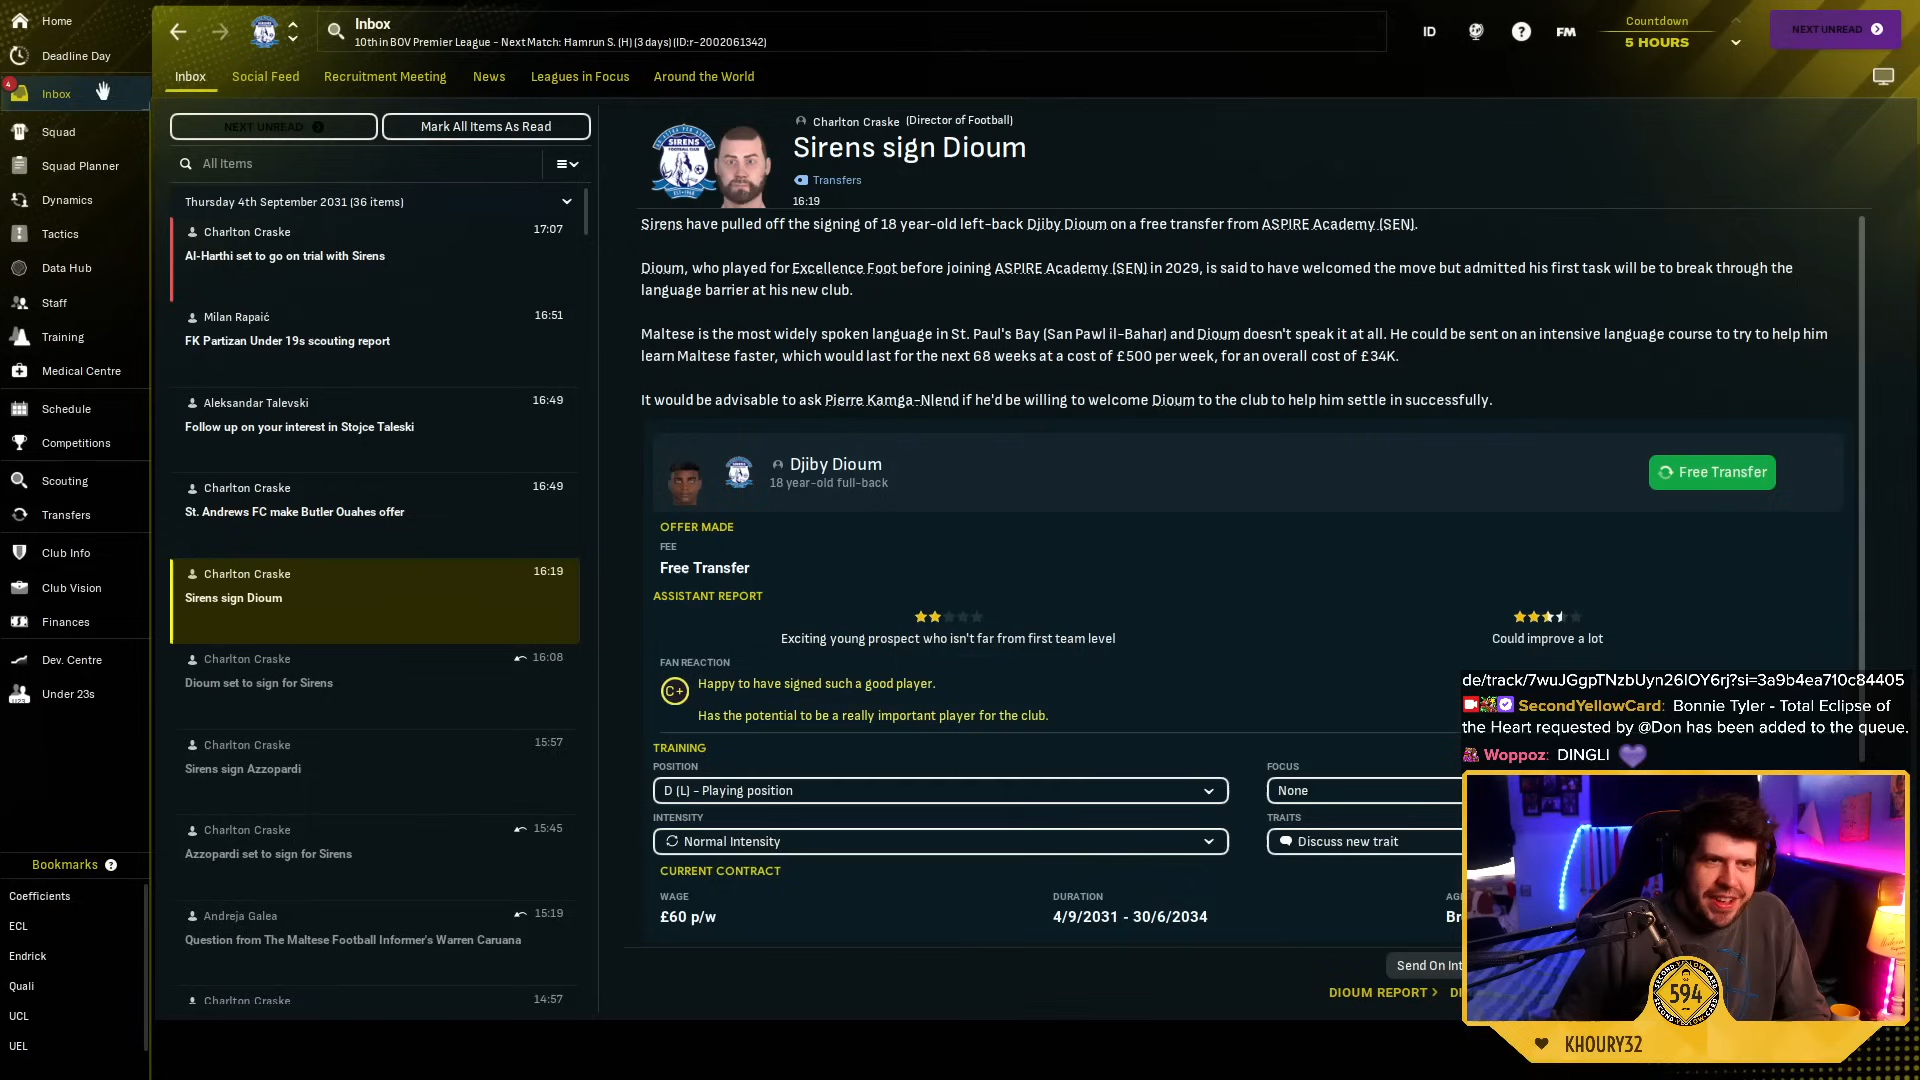 Home
Deadline Day
4
Inbox
Squad
Squad Planner
Dynamics
Tactics
Data Hub
Staff
Training
Medical Centre
Schedule
Competitions
Scouting
Transfers
Club Info
Club Vision
Finances
Dev. Centre
Under 23s
Bookmarks ?
Coefficients
ECL
Endrick
Quali
UCL
UEL
Inbox
10th in BOV Premier League - Next Match: Ħamrun S. (H) (3 days) (ID:r-2002061342)
ID
?
FM
Countdown
5 HOURS
NEXT UNREAD
Inbox
Social Feed
Recruitment Meeting
News
Leagues in Focus
Around the World
NEXT UNREAD
Mark All Items As Read
All Items
Thursday 4th September 2031 (36 items)
Charlton Craske 17:07
Al-Harthi set to go on trial with Sirens
Milan Rapaić 16:51
FK Partizan Under 19s scouting report
Aleksandar Talevski 16:49
Follow up on your interest in Stojce Taleski
Charlton Craske 16:49
St. Andrews FC make Butler Ouahes offer
Charlton Craske 16:19
Sirens sign Dioum
Charlton Craske 16:08
Dioum set to sign for Sirens
Charlton Craske 15:57
Sirens sign Azzopardi
Charlton Craske 15:45
Azzopardi set to sign for Sirens
Andreja Galea 15:19
Question from The Maltese Football Informer's Warren Caruana
Charlton Craske 14:57
SIRENS
Charlton Craske (Director of Football)
Sirens sign Dioum
Transfers
16:19
Sirens have pulled off the signing of 18 year-old left-back Djiby Dioum on a free transfer from ASPIRE Academy (SEN).
Dioum, who played for Excellence Foot before joining ASPIRE Academy (SEN) in 2029, is said to have welcomed the move but admitted his first task will be to break through the
language barrier at his new club.
Maltese is the most widely spoken language in St. Paul's Bay (San Pawl il-Bahar) and Dioum doesn't speak it at all. He could be sent on an intensive language course to try to help him
learn Maltese faster, which would last for the next 68 weeks at a cost of £500 per week, for an overall cost of £34K.
It would be advisable to ask Pierre Kamga-Nlend if he'd be willing to welcome Dioum to the club to help him settle in successfully.
Djiby Dioum
18 year-old full-back
Free Transfer
OFFER MADE
FEE
Free Transfer
ASSISTANT REPORT
Exciting young prospect who isn't far from first team level
Could improve a lot
FAN REACTION
C+
Happy to have signed such a good player.
Has the potential to be a really important player for the club.
TRAINING
POSITION
D (L) - Playing position
FOCUS
None
INTENSITY
Normal Intensity
TRAITS
Discuss new trait
CURRENT CONTRACT
WAGE
£60 p/w
DURATION
4/9/2031 - 30/6/2034
AG
Br
Send On Int
DIOUM REPORT >
DI
de/track/7wuJGgpTNzbUyn26IOY6rj?si=3a9b4ea710c84405
SecondYellowCard: Bonnie Tyler - Total Eclipse of
the Heart requested by @Don has been added to the queue.
Woppoz: DINGLI
594
KHOURY32